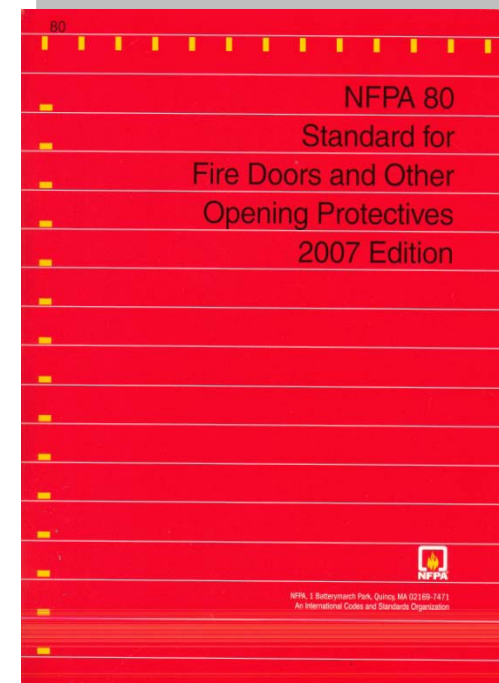 80
NFPA 80
Standard for
Fire Doors and Other
Opening Protectives
2007 Edition
NFPA
NFPA, 1 Batterymarch Park, Quincy, MA 02169-7471
An International Codes and Standards Organization